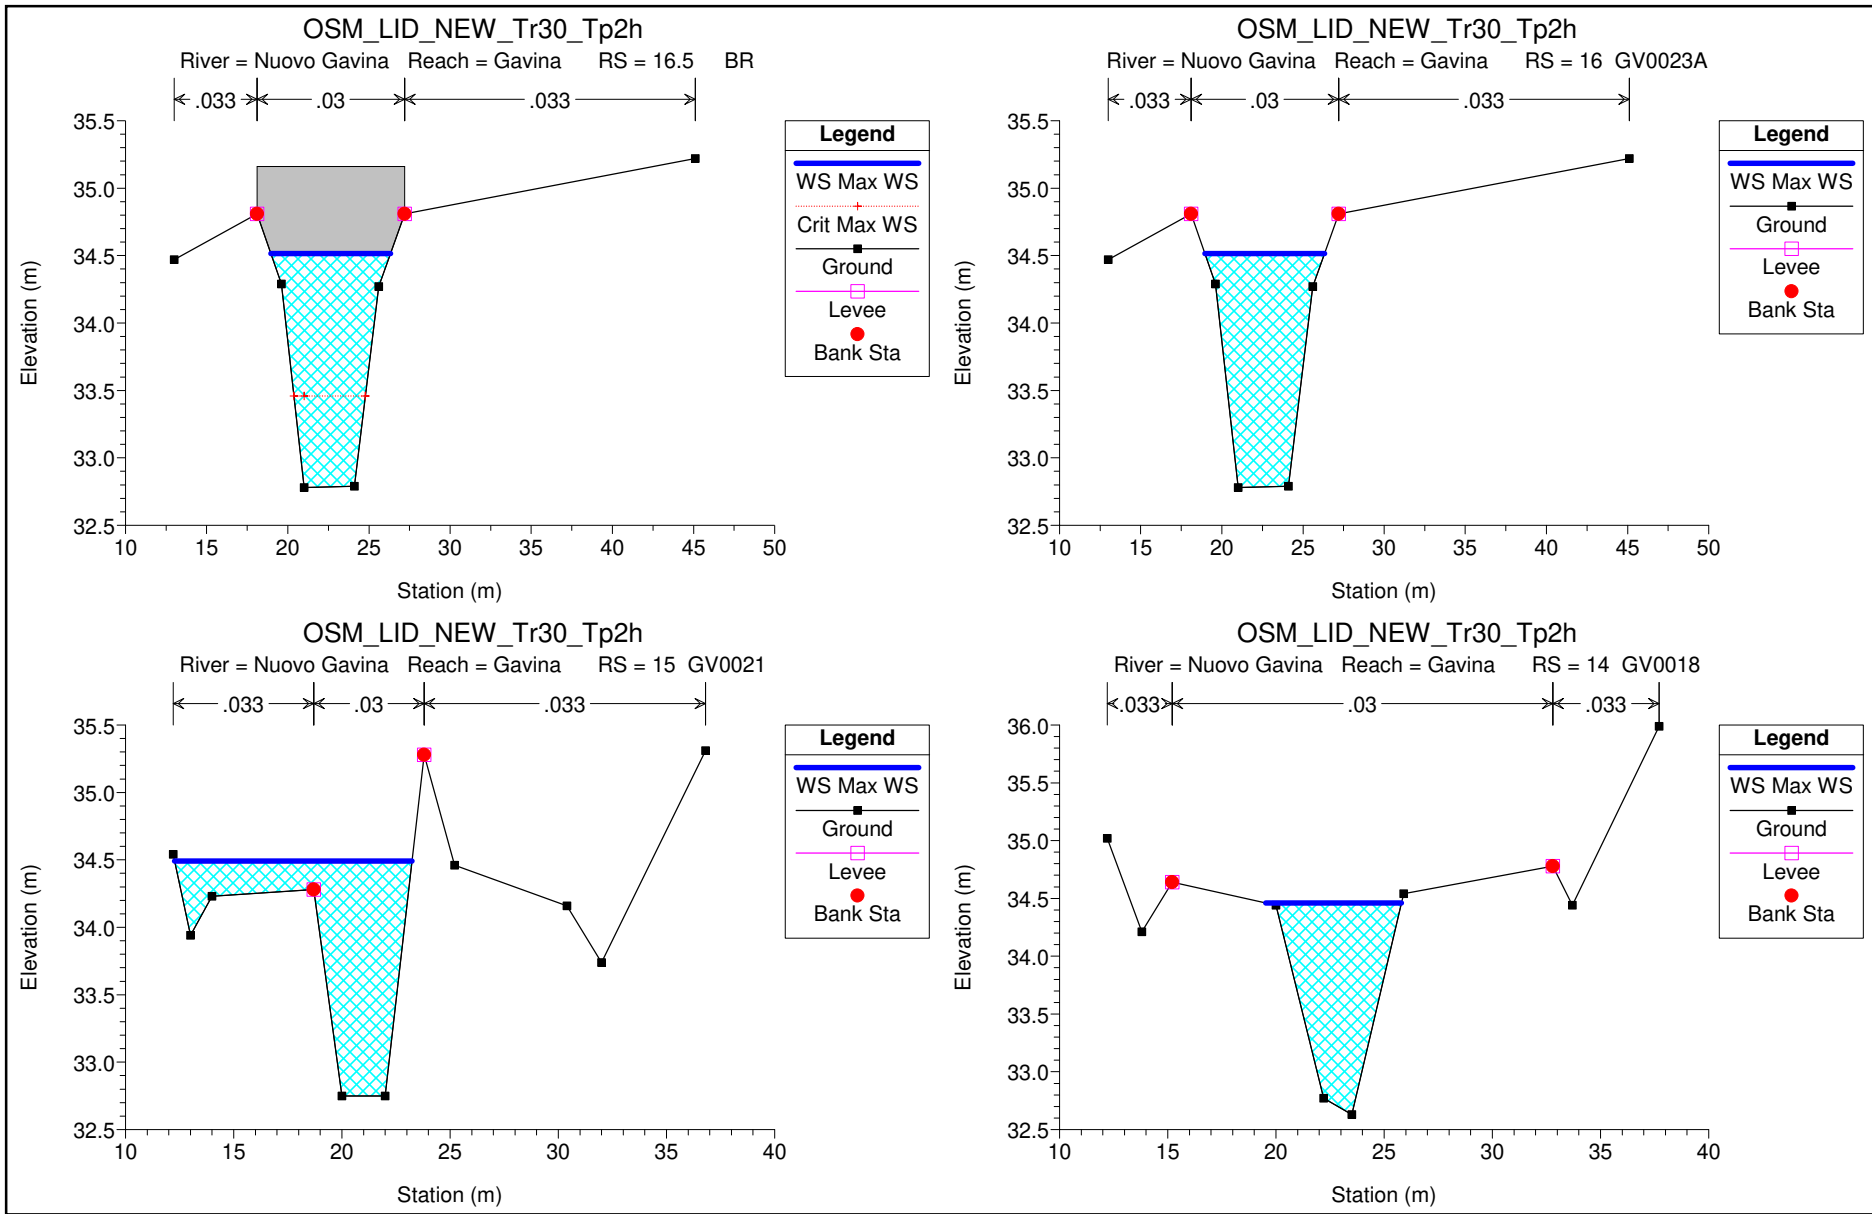 OSM_LID_NEW_Tr30_Tp2h
River = Nuovo Gavina Reach = Gavina RS = 16.5 BR
.033 .03 .033
35.5
35.0
34.5
34.0
33.5
33.0
32.5
Elevation (m)
10 15 20 25 30 35 40 45 50
Station (m)
Legend
WS Max WS
Crit Max WS
Ground
Levee
Bank Sta
OSM_LID_NEW_Tr30_Tp2h
River = Nuovo Gavina Reach = Gavina RS = 16 GV0023A
.033 .03 .033
35.5
35.0
34.5
34.0
33.5
33.0
32.5
Elevation (m)
10 15 20 25 30 35 40 45 50
Station (m)
Legend
WS Max WS
Ground
Levee
Bank Sta
OSM_LID_NEW_Tr30_Tp2h
River = Nuovo Gavina Reach = Gavina RS = 15 GV0021
.033 .03 .033
35.5
35.0
34.5
34.0
33.5
33.0
32.5
Elevation (m)
10 15 20 25 30 35 40
Station (m)
Legend
WS Max WS
Ground
Levee
Bank Sta
OSM_LID_NEW_Tr30_Tp2h
River = Nuovo Gavina Reach = Gavina RS = 14 GV0018
.033 .03 .033
36.0
35.5
35.0
34.5
34.0
33.5
33.0
32.5
Elevation (m)
10 15 20 25 30 35 40
Station (m)
Legend
WS Max WS
Ground
Levee
Bank Sta